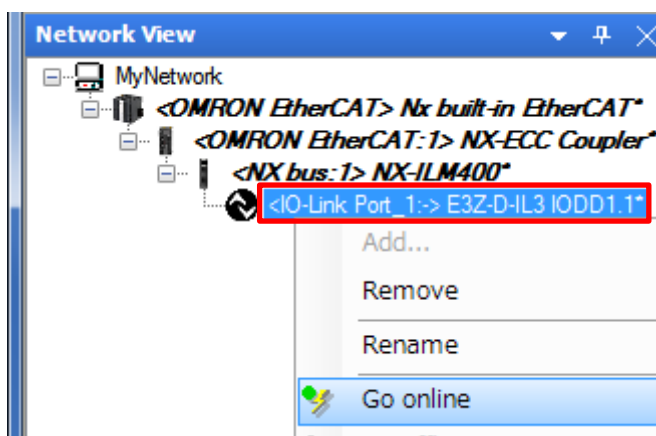 Network View
MyNetwork
<OMRON EtherCAT> Nx built-in EtherCAT*
<OMRON EtherCAT:1> NX-ECC Coupler*
<NX bus:1> NX-ILM400*
<IO-Link Port_1:-> E3Z-D-IL3 IODD1.1*
Add...
Remove
Rename
Go online